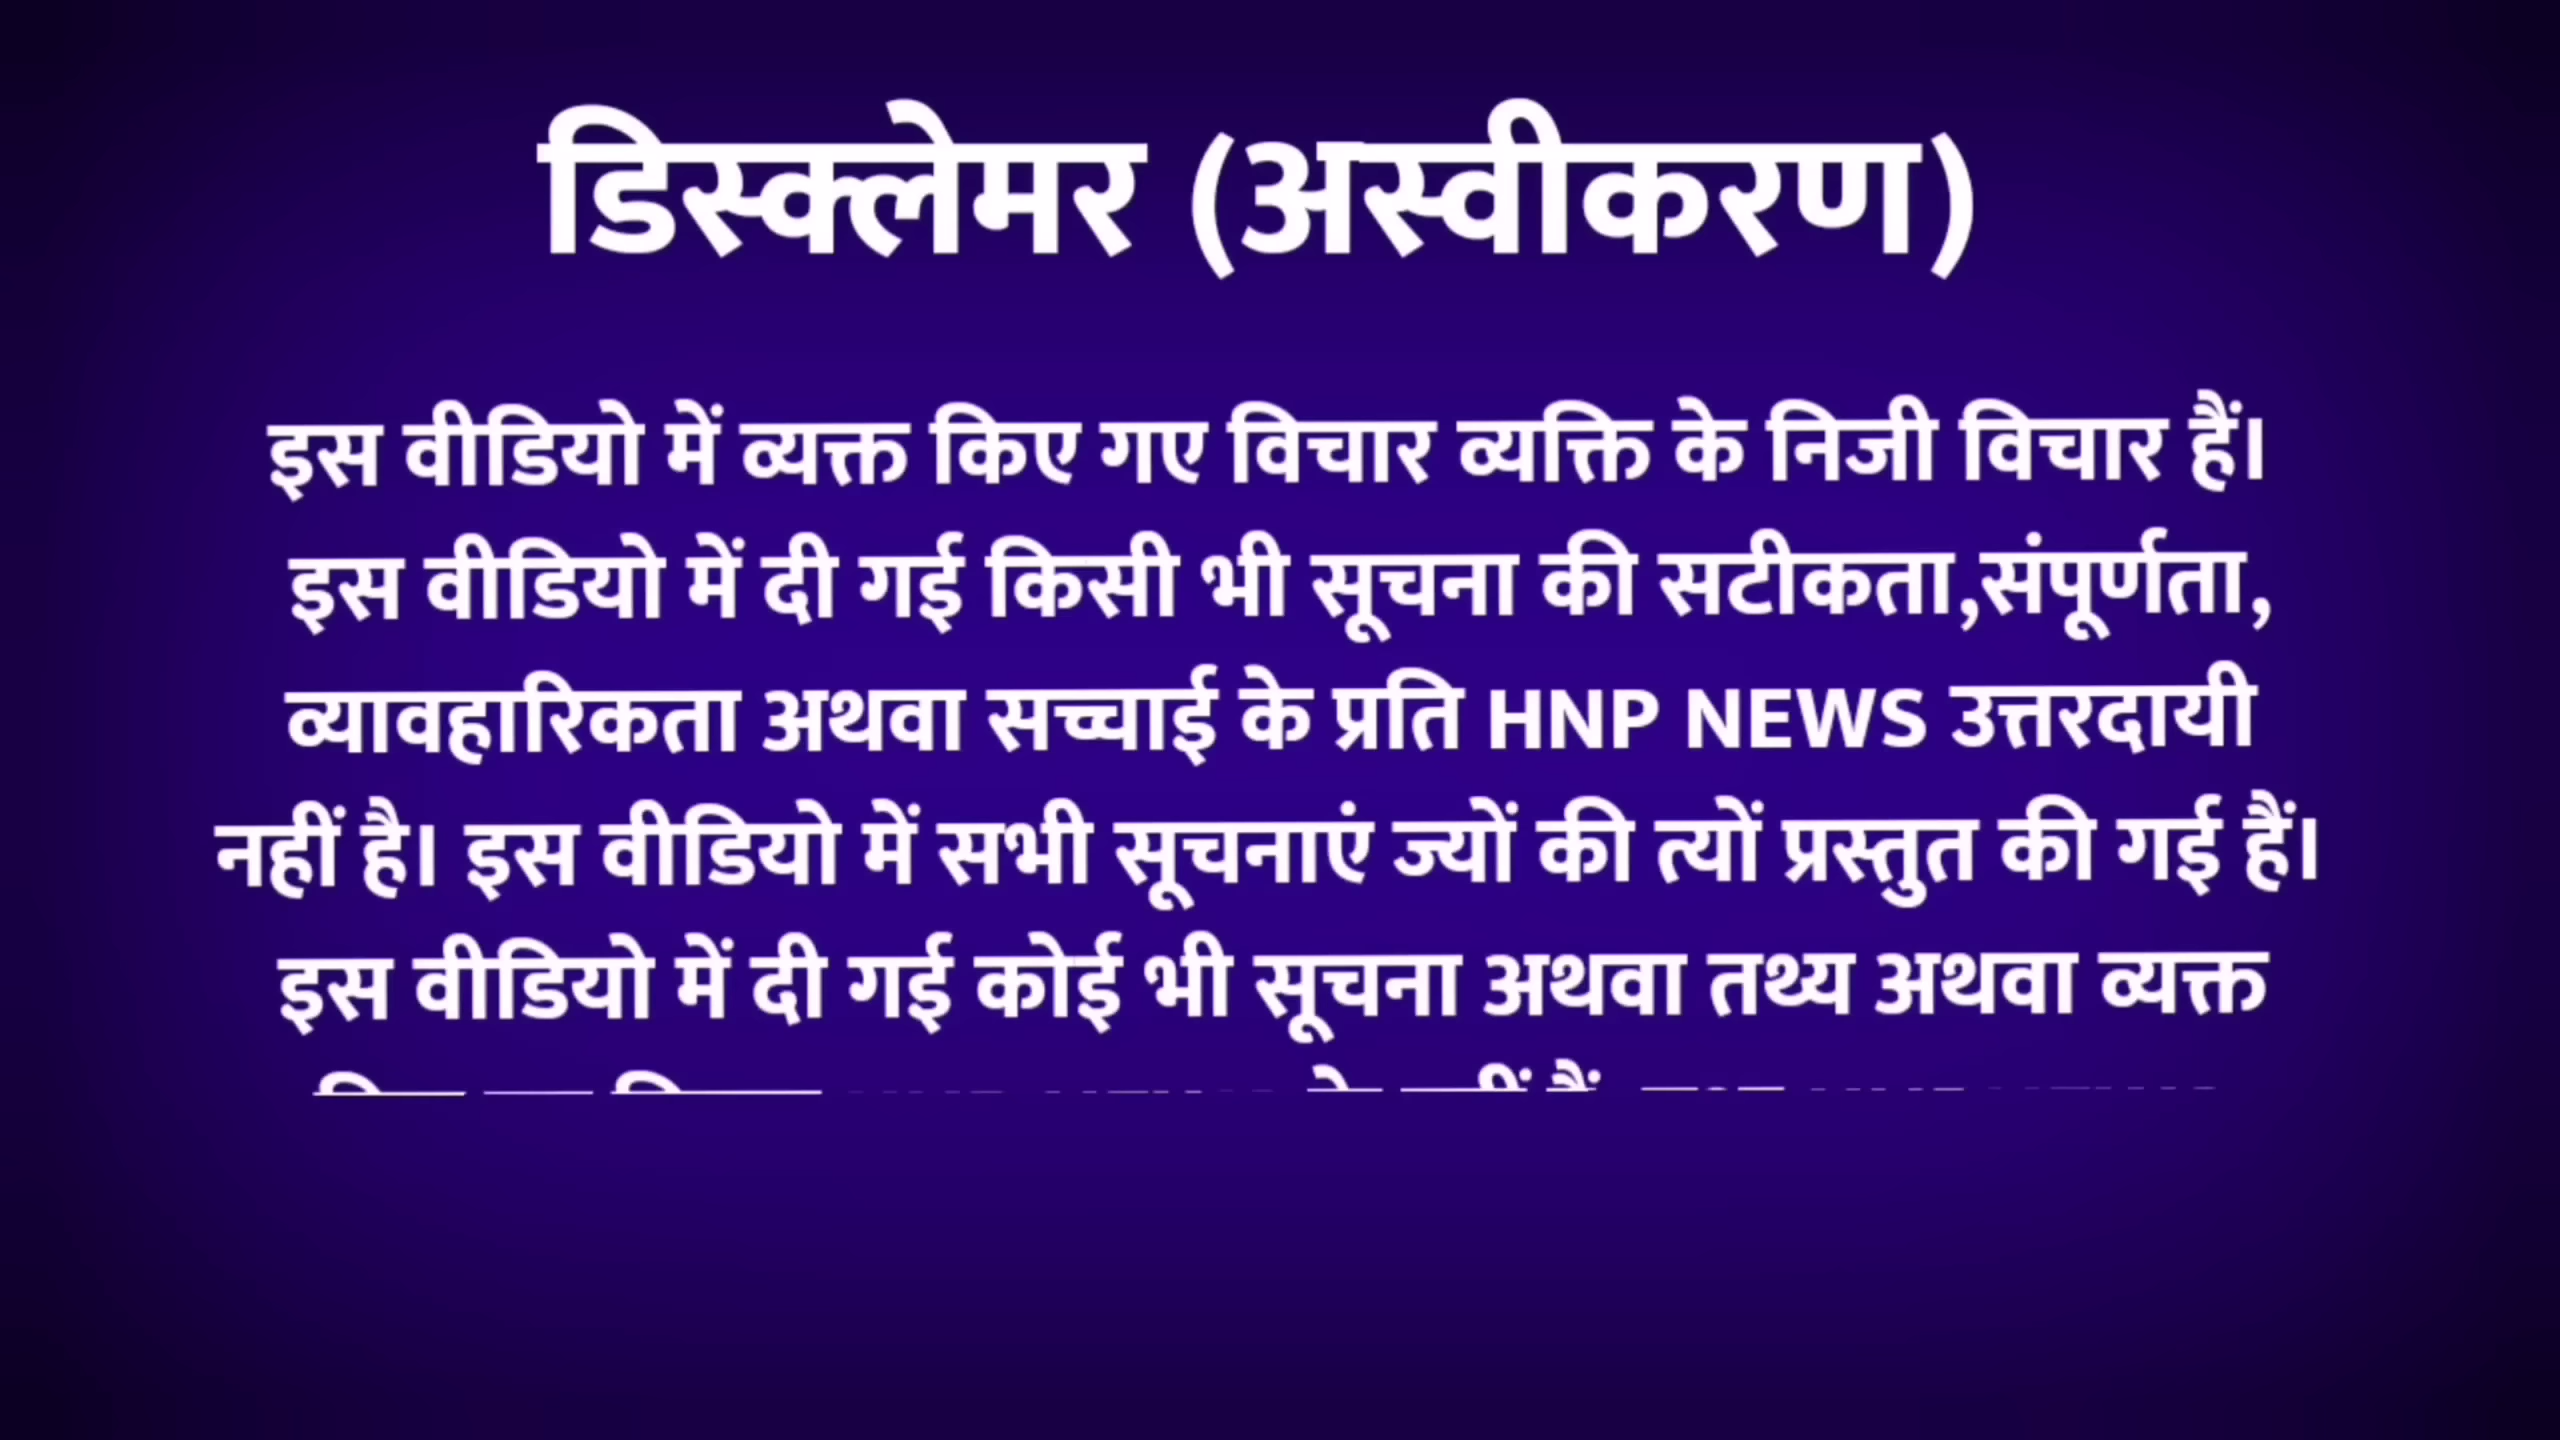 डिस्क्लेमर (अस्वीकरण)
इस वीडियो में व्यक्त किए गए विचार व्यक्ति के निजी विचार हैं।
इस वीडियो में दी गई किसी भी सूचना की सटीकता,संपूर्णता,
व्यावहारिकता अथवा सच्चाई के प्रति HNP NEWS उत्तरदायी
नहीं है। इस वीडियो में सभी सूचनाएं ज्यों की त्यों प्रस्तुत की गई हैं।
इस वीडियो में दी गई कोई भी सूचना अथवा तथ्य अथवा व्यक्त